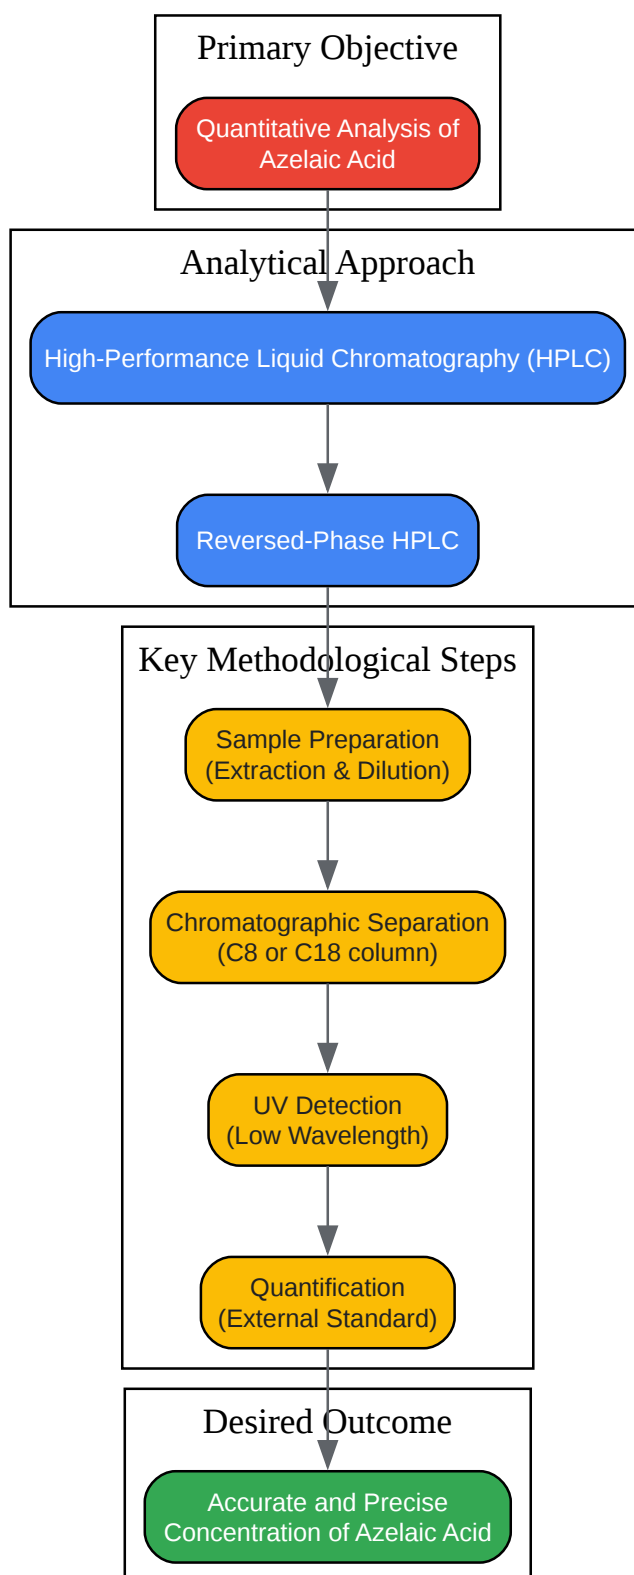 Primary Objective
Quantitative Analysis of
Azelaic Acid
Analytical Approach
High-Performance Liquid Chromatography (HPLC)
Reversed-Phase HPLC
Key Methodological Steps
Sample Preparation
(Extraction & Dilution)
Chromatographic Separation
(C8 or C18 column)
UV Detection
(Low Wavelength)
Quantification
(External Standard)
Desired Outcome
Accurate and Precise
Concentration of Azelaic Acid